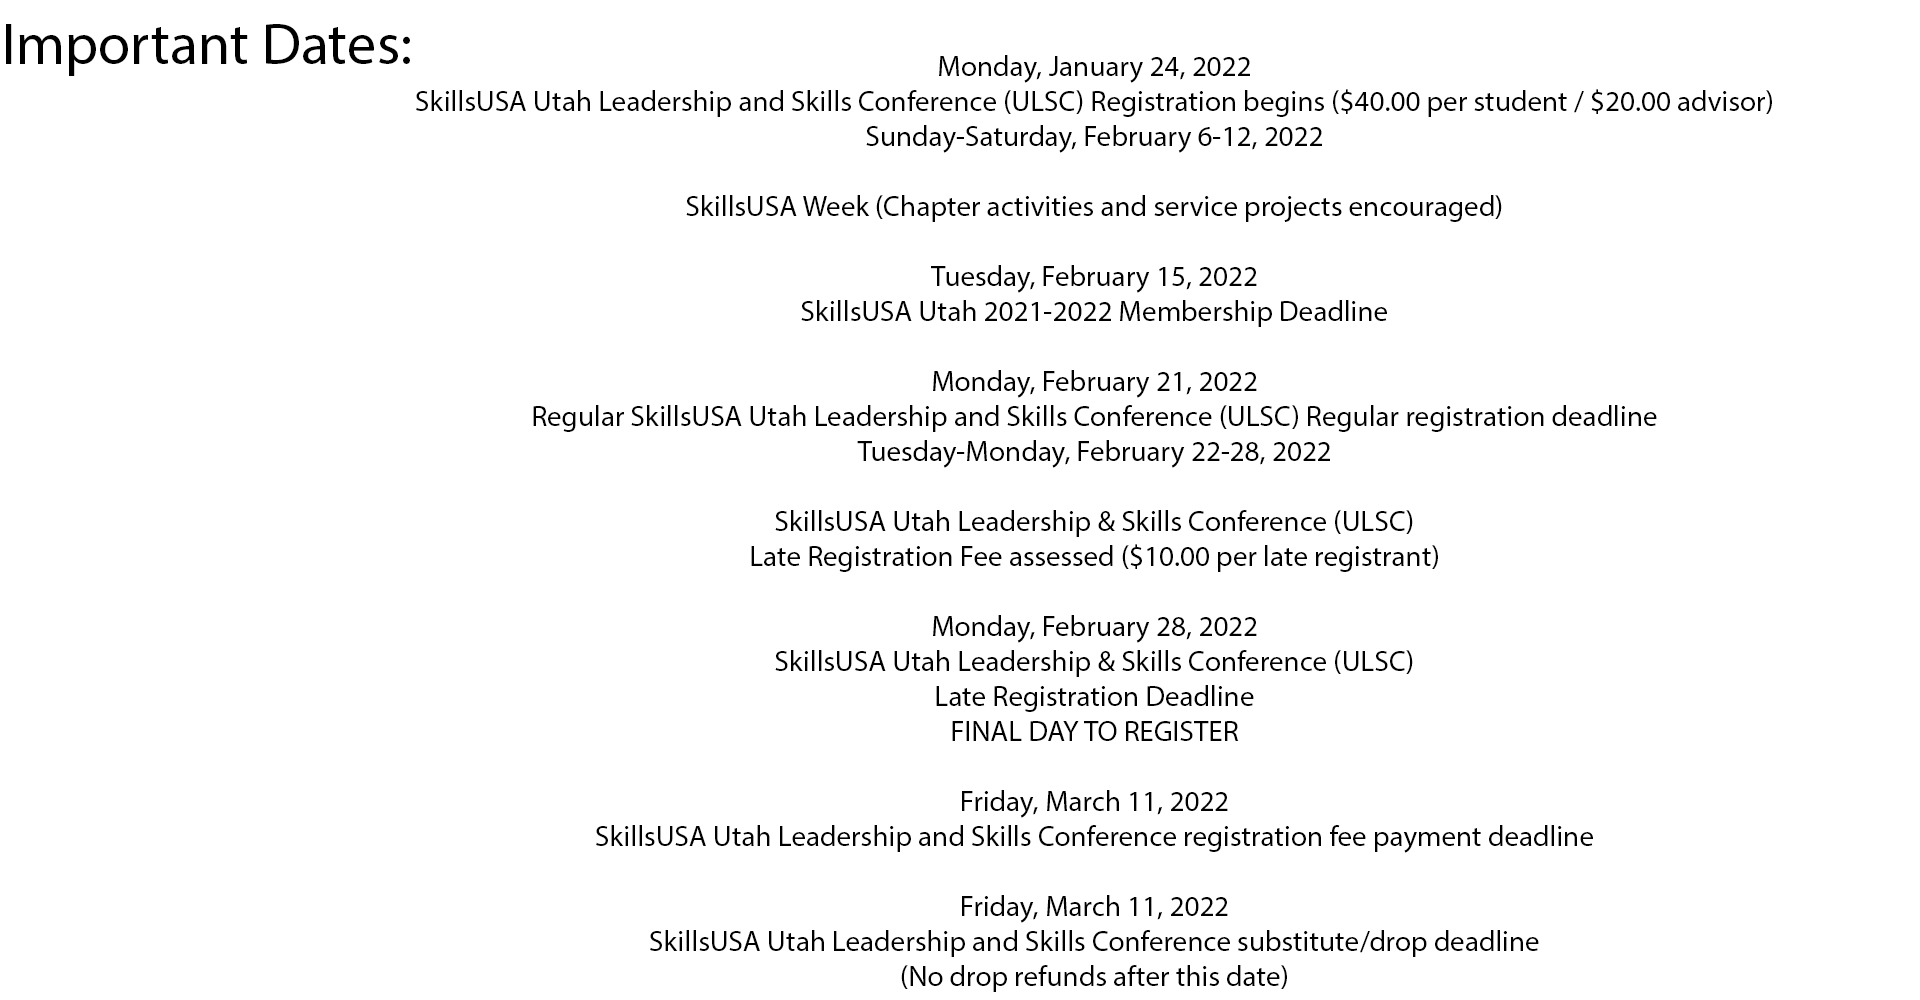 Important Dates:
Monday, January 24, 2022
SkillsUSA Utah Leadership and Skills Conference (ULSC) Registration begins ($40.00 per student / $20.00 advisor)
Sunday-Saturday, February 6-12, 2022
SkillsUSA Week (Chapter activities and service projects encouraged)
Tuesday, February 15, 2022
SkillsUSA Utah 2021-2022 Membership Deadline
Monday, February 21, 2022
Regular SkillsUSA Utah Leadership and Skills Conference (ULSC) Regular registration deadline
Tuesday-Monday, February 22-28, 2022
SkillsUSA Utah Leadership & Skills Conference (ULSC)
Late Registration Fee assessed ($10.00 per late registrant)
Monday, February 28, 2022
SkillsUSA Utah Leadership & Skills Conference (ULSC)
Late Registration Deadline
FINAL DAY TO REGISTER
Friday, March 11, 2022
SkillsUSA Utah Leadership and Skills Conference registration fee payment deadline
Friday, March 11, 2022
SkillsUSA Utah Leadership and Skills Conference substitute/drop deadline
(No drop refunds after this date)